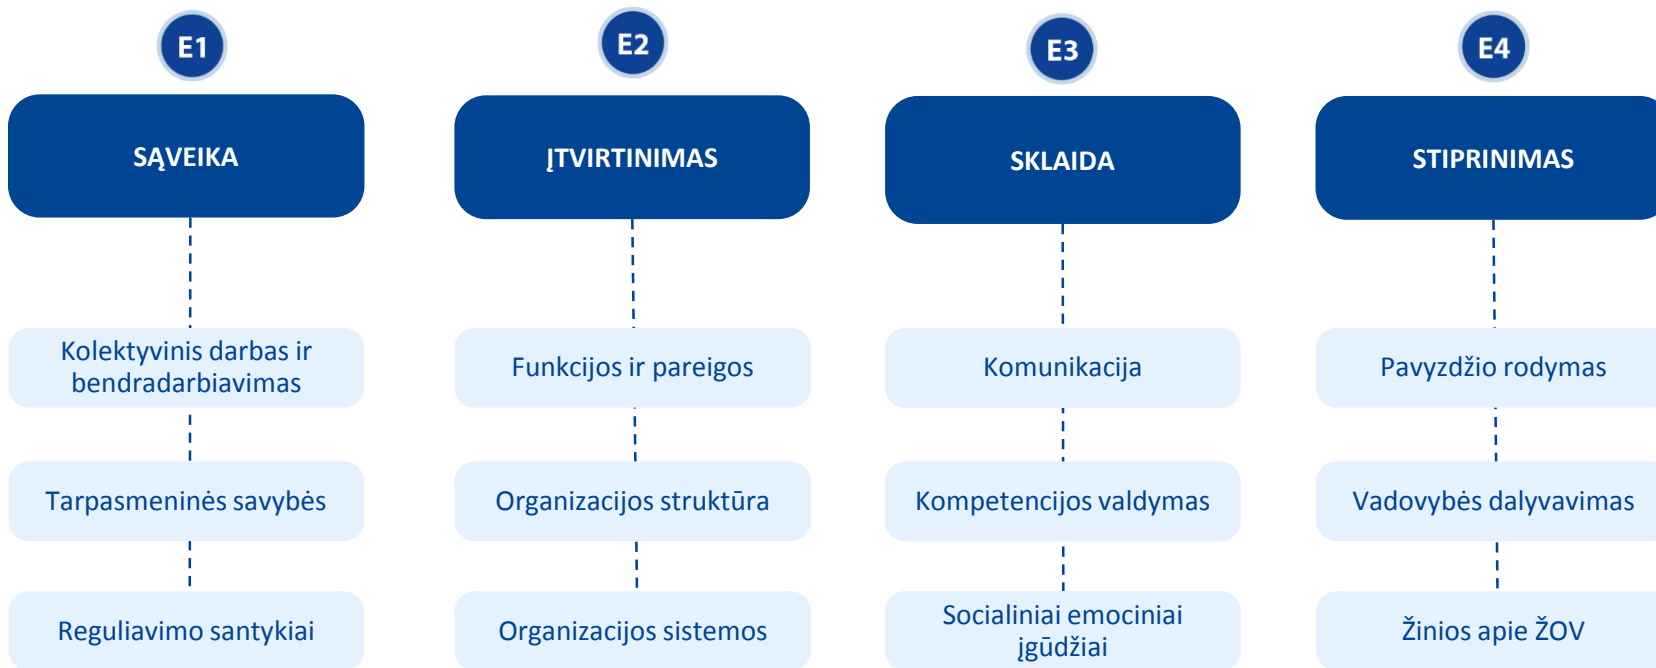 E1
SĄVEIKA
Kolektyvinis darbas ir
bendradarbiavimas
Tarpasmeninės savybės
Reguliavimo santykiai
E2
ĮTVIRTINIMAS
Funkcijos ir pareigos
Organizacijos struktūra
Organizacijos sistemos
E3
SKLAIDA
Komunikacija
Kompetencijos valdymas
Socialiniai emociniai
įgūdžiai
E4
STIPRINIMAS
Pavyzdžio rodymas
Vadovybės dalyvavimas
Žinios apie ŽOV